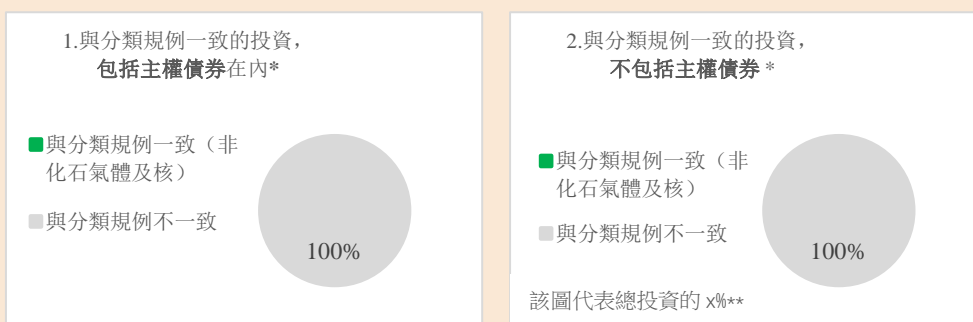 1.與分類規例一致的投資，
包括主權債券在內*
與分類規例一致（非
化石氣體及核）
與分類規例不一致
100%
2.與分類規例一致的投資，
不包括主權債券 *
與分類規例一致（非
化石氣體及核）
與分類規例不一致
100%
該圖代表總投資的 x%**